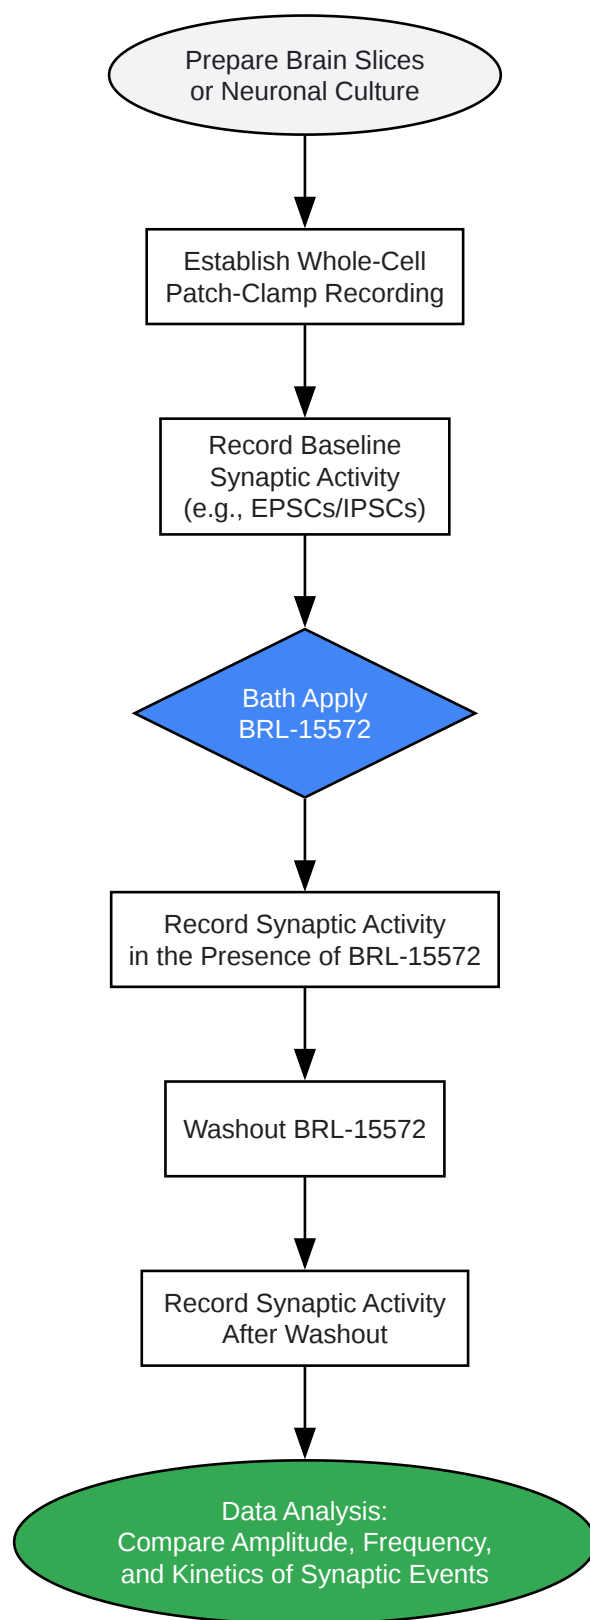 Prepare Brain Slices
or Neuronal Culture
Establish Whole-Cell
Patch-Clamp Recording
Record Baseline
Synaptic Activity
(e.g., EPSCs/IPSCs)
Bath Apply
BRL-15572
Record Synaptic Activity
in the Presence of BRL-15572
Washout BRL-15572
Record Synaptic Activity
After Washout
Data Analysis:
Compare Amplitude, Frequency,
and Kinetics of Synaptic Events